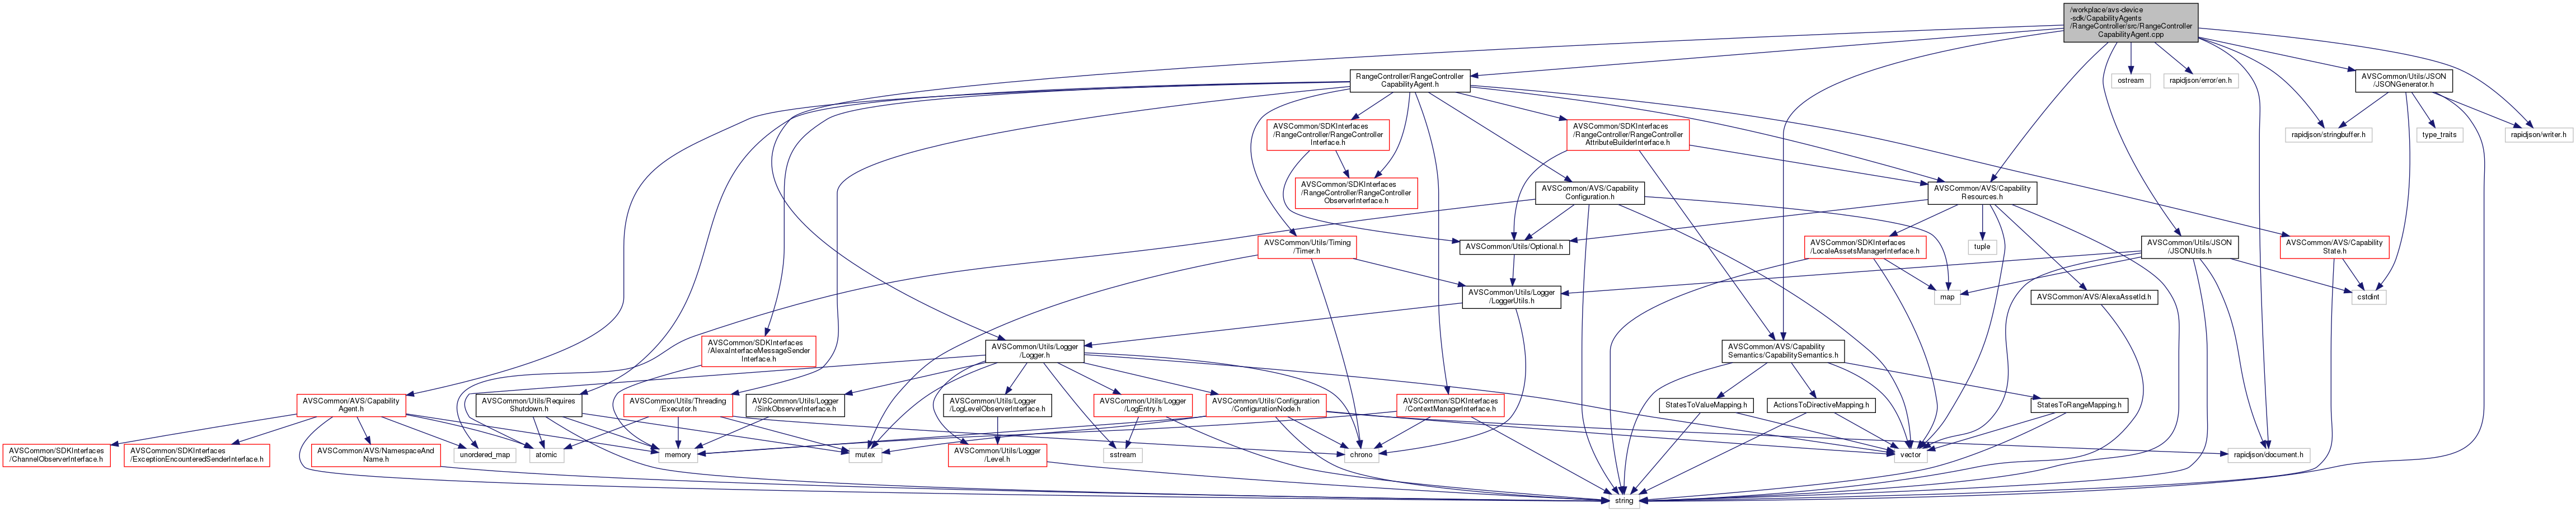 /workplace/avs-device
-sdk/CapabilityAgents
/RangeController/src/RangeController
CapabilityAgent.cpp
RangeController/RangeController
CapabilityAgent.h
ostream
rapidjson/error/en.h
AVSCommon/Utils/JSON
/JSONGenerator.h
AVSCommon/SDKInterfaces
/RangeController/RangeController
Interface.h
AVSCommon/SDKInterfaces
/RangeController/RangeController
AttributeBuilderInterface.h
rapidjson/stringbuffer.h
type_traits
rapidjson/writer.h
AVSCommon/SDKInterfaces
/RangeController/RangeController
ObserverInterface.h
AVSCommon/AVS/Capability
Configuration.h
AVSCommon/AVS/Capability
Resources.h
AVSCommon/Utils/Timing
/Timer.h
AVSCommon/Utils/Optional.h
AVSCommon/SDKInterfaces
/LocaleAssetsManagerInterface.h
tuple
AVSCommon/Utils/JSON
/JSONUtils.h
AVSCommon/AVS/Capability
State.h
AVSCommon/Utils/Logger
/LoggerUtils.h
map
AVSCommon/AVS/AlexaAssetId.h
cstdint
AVSCommon/SDKInterfaces
/AlexaInterfaceMessageSender
Interface.h
AVSCommon/Utils/Logger
/Logger.h
AVSCommon/AVS/Capability
Semantics/CapabilitySemantics.h
AVSCommon/AVS/Capability
Agent.h
AVSCommon/Utils/Requires
Shutdown.h
AVSCommon/Utils/Threading
/Executor.h
AVSCommon/Utils/Logger
/SinkObserverInterface.h
AVSCommon/Utils/Logger
/LogLevelObserverInterface.h
AVSCommon/Utils/Logger
/LogEntry.h
AVSCommon/Utils/Configuration
/ConfigurationNode.h
AVSCommon/SDKInterfaces
/ContextManagerInterface.h
StatesToValueMapping.h
ActionsToDirectiveMapping.h
StatesToRangeMapping.h
AVSCommon/SDKInterfaces
/ChannelObserverInterface.h
AVSCommon/SDKInterfaces
/ExceptionEncounteredSenderInterface.h
AVSCommon/AVS/NamespaceAnd
Name.h
unordered_map
atomic
memory
mutex
AVSCommon/Utils/Logger
/Level.h
sstream
chrono
vector
rapidjson/document.h
string